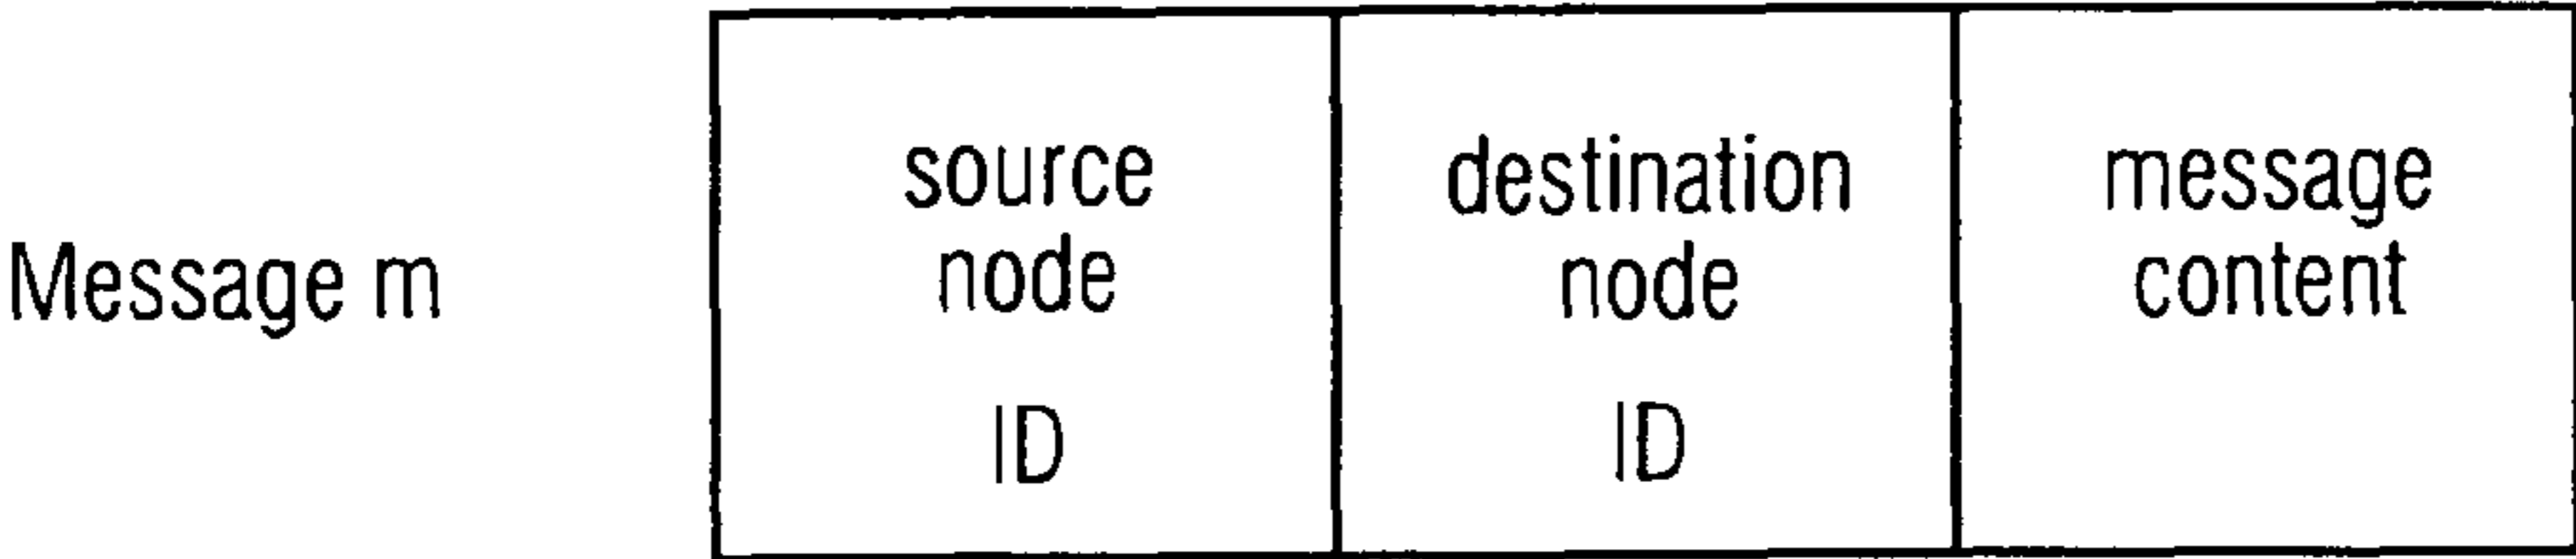 Message m
source
node
ID
destination
node
ID
message
content